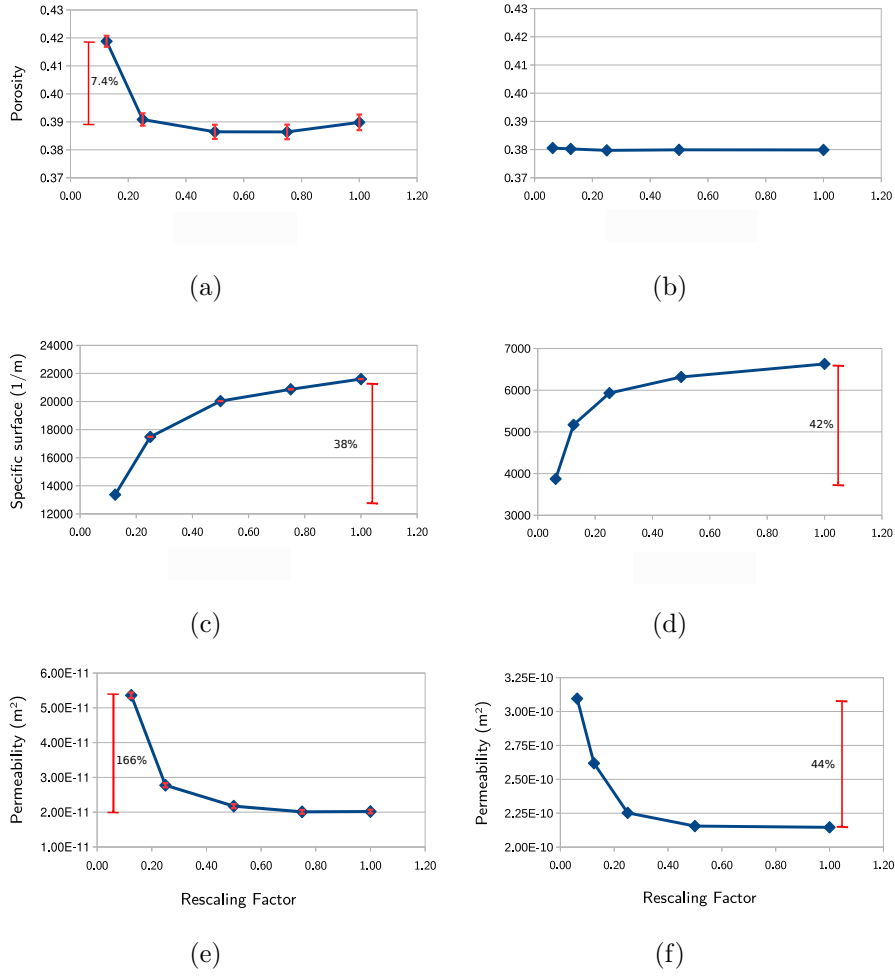 0.43
0.42
0.41
0.40
0.39
0.38
0.37
Porosity
7.4%
0.00 0.20 0.40 0.60 0.80 1.00 1.20
(a)
0.43
0.42
0.41
0.40
0.39
0.38
0.37
0.00 0.20 0.40 0.60 0.80 1.00 1.20
(b)
24000
22000
20000
18000
16000
14000
12000
Specific surface (1/m)
38%
0.00 0.20 0.40 0.60 0.80 1.00 1.20
(c)
7000
6000
5000
4000
3000
42%
0.00 0.20 0.40 0.60 0.80 1.00 1.20
(d)
6.00E-11
5.00E-11
4.00E-11
3.00E-11
2.00E-11
1.00E-11
Permeability (m²)
166%
0.00 0.20 0.40 0.60 0.80 1.00 1.20
Rescaling Factor
(e)
3.25E-10
3.00E-10
2.75E-10
2.50E-10
2.25E-10
2.00E-10
Permeability (m²)
44%
0.00 0.20 0.40 0.60 0.80 1.00 1.20
Rescaling Factor
(f)